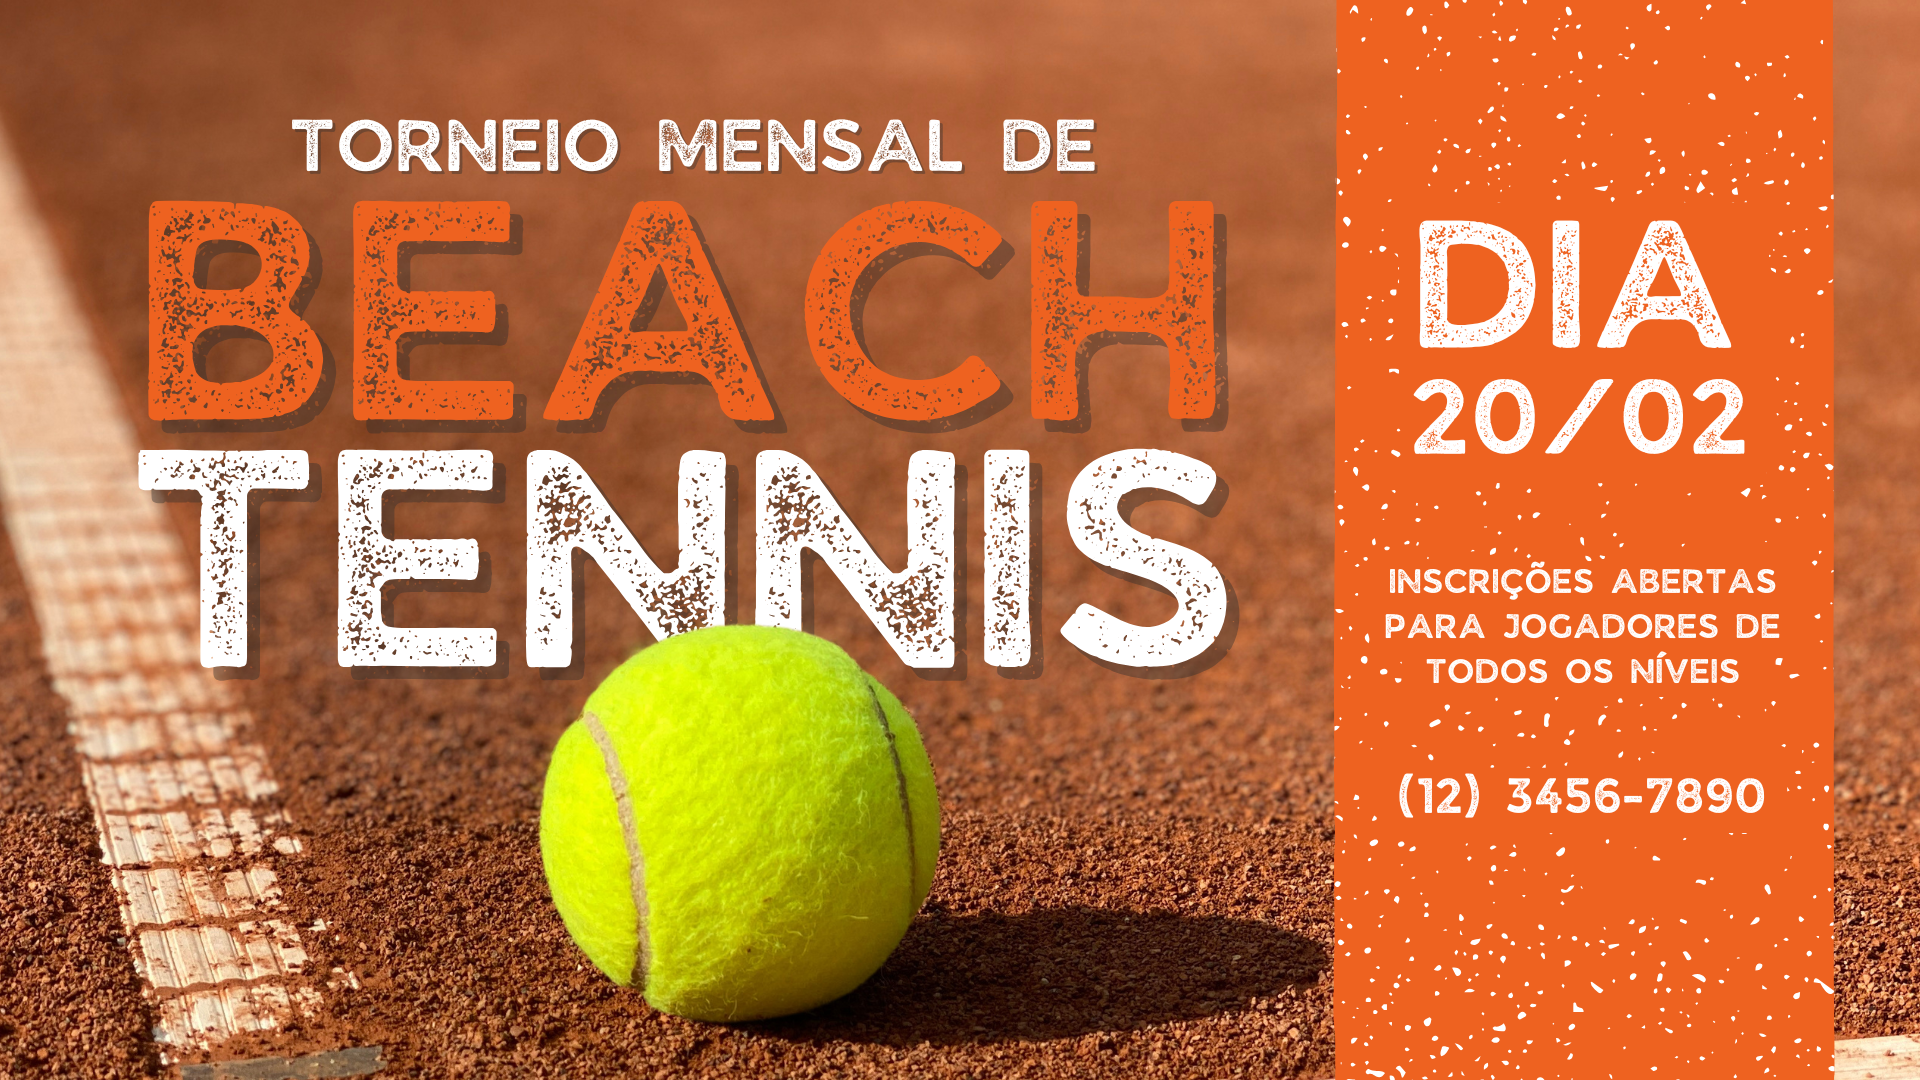 TORNEIO MENSAL DE
BEACH
TENNIS
DIA
20/02
INSCRIÇÕES ABERTAS
PARA JOGADORES DE
TODOS OS NÍVEIS
(12) 3456-7890